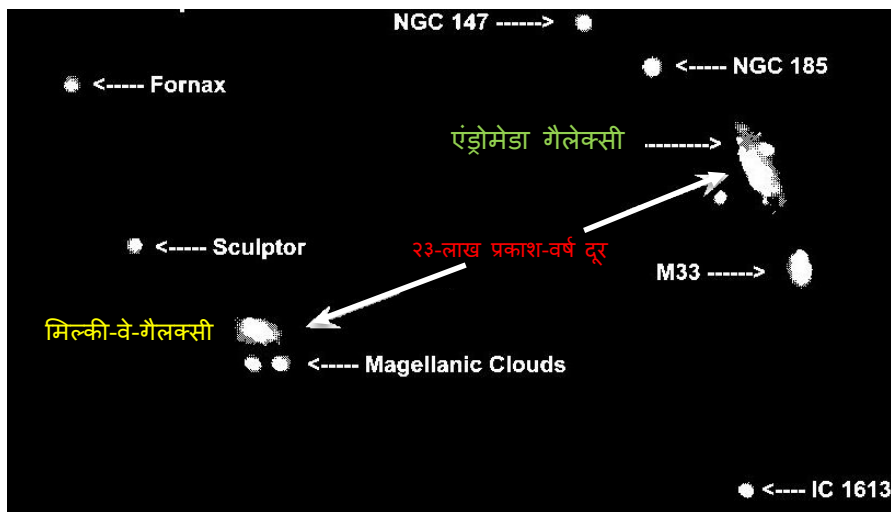 NGC 147 ------>
<----- NGC 185
<----- Fornax
एंड्रोमेडा गैलेक्सी --------->
<----- Sculptor
२३-लाख प्रकाश-वर्ष दूर
M33 ------>
मिल्की-वे-गैलक्सी
<----- Magellanic Clouds
<---- IC 1613